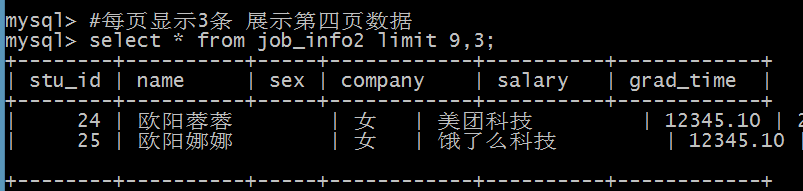 mysql> #每页显示3条 展示第四页数据
mysql> select * from job_info2 limit 9,3;
+--------+----------+-----+-----------+----------+------------+
| stu_id | name | sex | company | salary | grad_time |
+--------+----------+-----+-----------+----------+------------+
| 24 | 欧阳蓉蓉 | 女 | 美团科技 | 12345.10 | 2
| 25 | 欧阳娜娜 | 女 | 饿了么科技 | 12345.10
+--------+----------+-----+-----------+----------+------------+